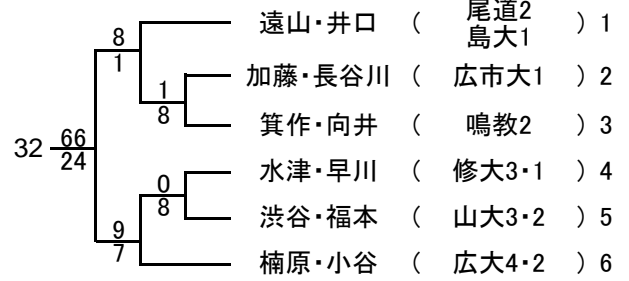 8 遠山・井口 ( 尾道2 島大1 ) 1
1
1 加藤・長谷川 ( 広市大1 ) 2
8 箕作・向井 ( 鳴教2 ) 3
32 66
24
0 水津・早川 ( 修大3・1 ) 4
8 渋谷・福本 ( 山大3・2 ) 5
9
7 楠原・小谷 ( 広大4・2 ) 6